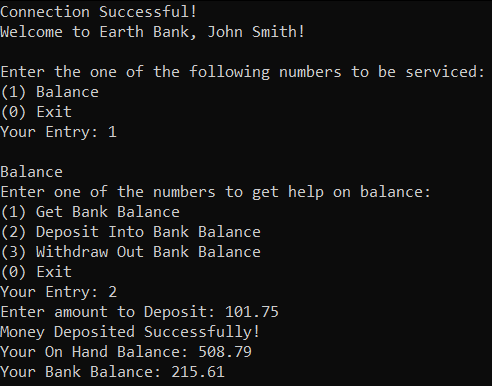 Connection Successful!
Welcome to Earth Bank, John Smith!
Enter the one of the following numbers to be serviced:
(1) Balance
(0) Exit
Your Entry: 1
Balance
Enter one of the numbers to get help on balance:
(1) Get Bank Balance
(2) Deposit Into Bank Balance
(3) Withdraw Out Bank Balance
(0) Exit
Your Entry: 2
Enter amount to Deposit: 101.75
Money Deposited Successfully!
Your On Hand Balance: 508.79
Your Bank Balance: 215.61